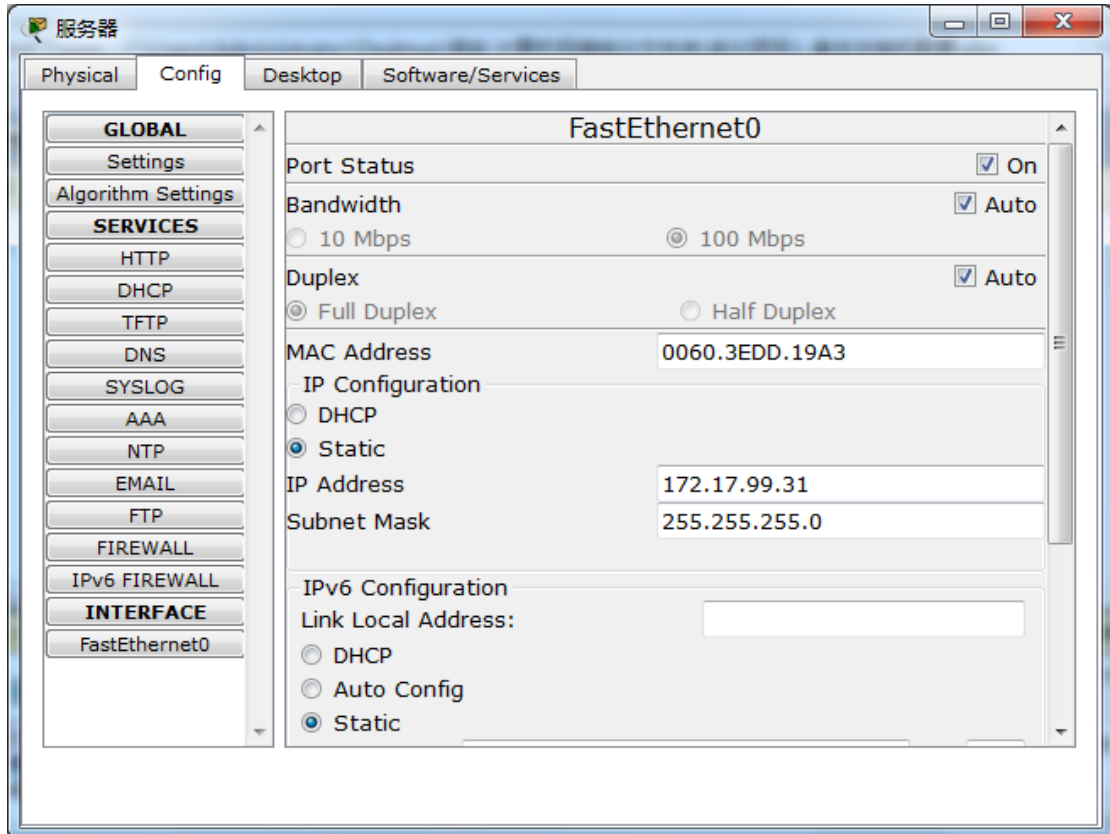 服务器
Physical Config Desktop Software/Services
GLOBAL
Settings
Algorithm Settings
SERVICES
HTTP
DHCP
TFTP
DNS
SYSLOG
AAA
NTP
EMAIL
FTP
FIREWALL
IPv6 FIREWALL
INTERFACE
FastEthernet0
FastEthernet0
Port Status On
Bandwidth Auto
10 Mbps 100 Mbps
Duplex Auto
Full Duplex Half Duplex
MAC Address 0060.3EDD.19A3
IP Configuration
DHCP
Static
IP Address 172.17.99.31
Subnet Mask 255.255.255.0
IPv6 Configuration
Link Local Address:
DHCP
Auto Config
Static